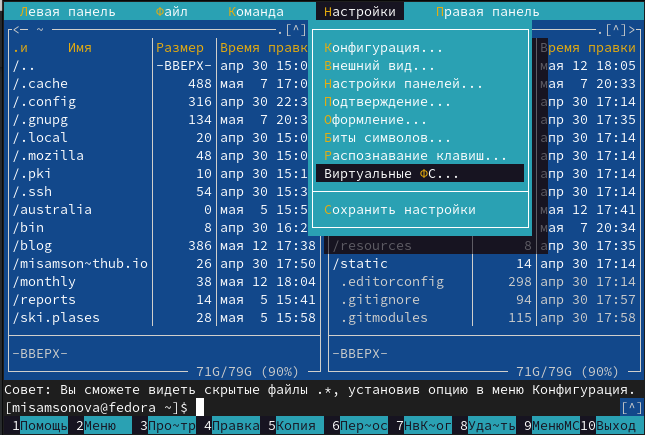 Левая панель Файл Команда Настройки Правая панель
<— ~ .[^] .[^]>
.и Имя Размер Время правки Время правки
/.. -ВВЕРХ- апр 30 15:0 Конфигурация... мая 12 18:05
/.cache 488 мая 7 17:0 Внешний вид... мая 7 20:33
/.config 316 апр 30 22:3 Настройки панелей... апр 30 17:14
/.gnupg 134 мая 7 20:3 Подтверждение... апр 30 17:14
/.local 20 апр 30 15:0 Оформление... апр 30 17:14
/.mozilla 48 апр 30 15:0 Биты символов... апр 30 17:14
/.pki 10 апр 30 15:1 Распознавание клавиш... апр 30 17:35
/.ssh 54 апр 30 15:3 Виртуальные ФС... апр 30 17:14
/australia 0 мая 5 15:5 Сохранить настройки мая 12 17:41
/bin 8 апр 30 16:2 мая 7 20:34
/blog 386 мая 12 17:38 /resources 8 апр 30 17:35
/misamson~thub.io 26 апр 30 17:50 /static 14 апр 30 17:14
/monthly 38 мая 12 18:04 .editorconfig 298 апр 30 17:14
/reports 14 мая 5 15:41 .gitignore 94 апр 30 17:57
/ski.plases 28 мая 5 15:58 .gitmodules 115 апр 30 17:58
-ВВЕРХ- -ВВЕРХ-
71G/79G (90%) 71G/79G (90%)
Совет: Вы сможете видеть скрытые файлы .*, установив опцию в меню Конфигурация.
[misamsonova@fedora ~]$ [^]
1Помощь 2Меню 3Про~тр 4Правка 5Копия 6Пер~ос 7НвК~ог 8Уда~ть 9МенюМС 10Выход